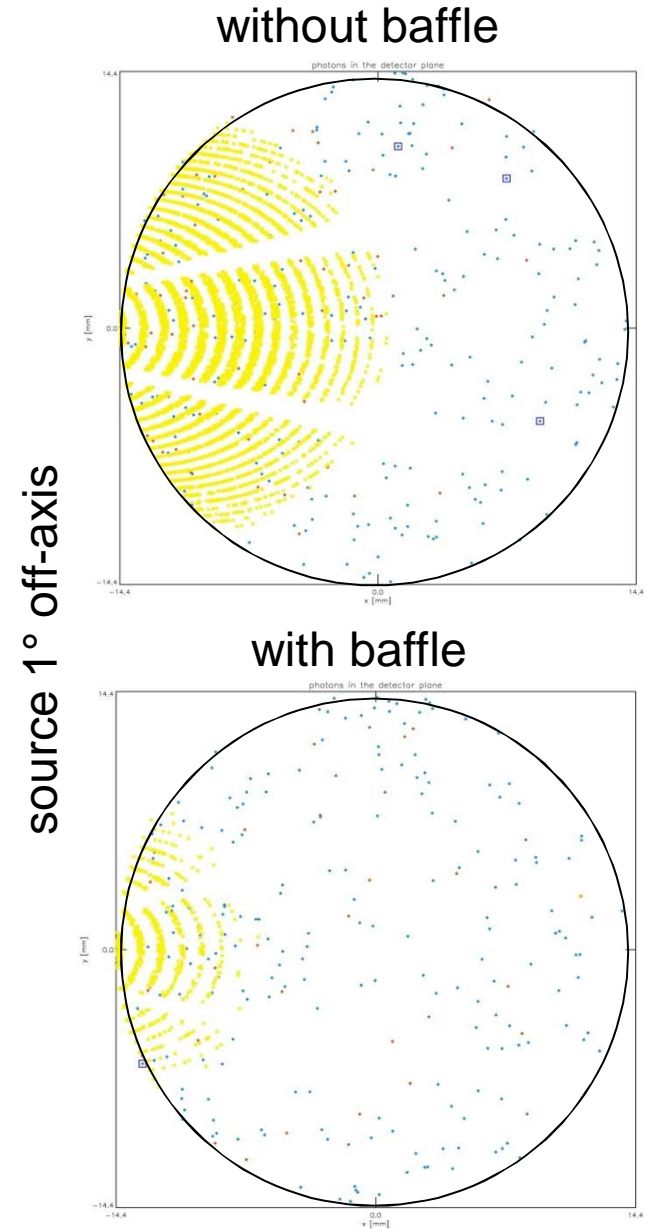 without baffle
photons in the detector plane
14,4
y [mm]
0.0
-14,4
-14,4
0.0
14,4
x [mm]
source 1° off-axis
with baffle
photons in the detector plane
14,4
y [mm]
0.0
-14,4
-14,4
0.0
14,4
x [mm]